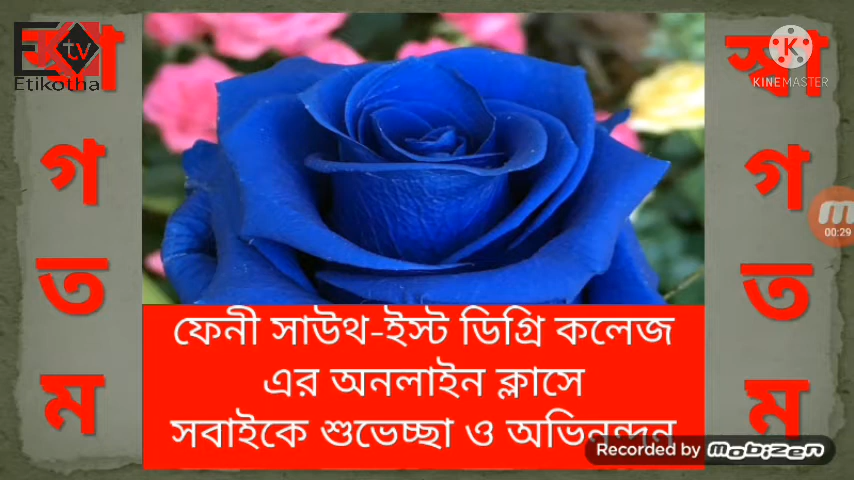 স্বা
গ
ত
ম
tv
Etikotha
ফেনী সাউথ-ইস্ট ডিগ্রি কলেজ
এর অনলাইন ক্লাসে
সবাইকে শুভেচ্ছা ও অভিনন্দন
স্বা
গ
ত
ম
K
KINEMASTER
m
00:29
Recorded by Mobizen